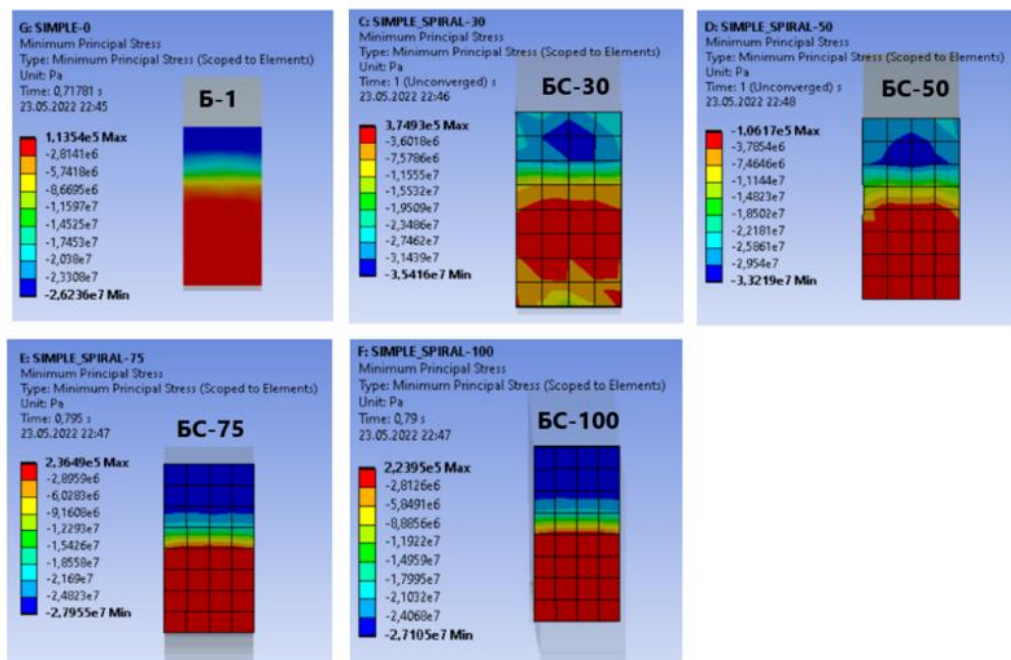 G: SIMPLE-0
Minimum Principal Stress
Type: Minimum Principal Stress (Scoped to Elements)
Unit: Pa
Time: 0,71781 s
23.05.2022 22:45
Б-1
1,1354e5 Max
-2,8141e6
-5,7418e6
-8,6695e6
-1,1597e7
-1,4525e7
-1,7453e7
-2,038e7
-2,3308e7
-2,6236e7 Min
C: SIMPLE_SPIRAL-30
Minimum Principal Stress
Type: Minimum Principal Stress (Scoped to Elements)
Unit: Pa
Time: 1 (Unconverged) s
23.05.2022 22:46
БС-30
3,7493e5 Max
-3,6018e6
-7,5786e6
-1,1555e7
-1,5532e7
-1,9509e7
-2,3486e7
-2,7462e7
-3,1439e7
-3,5416e7 Min
D: SIMPLE_SPIRAL-50
Minimum Principal Stress
Type: Minimum Principal Stress (Scoped to Elements)
Unit: Pa
Time: 1 (Unconverged) s
23.05.2022 22:48
БС-50
-1,0617e5 Max
-3,7854e6
-7,4646e6
-1,1144e7
-1,4823e7
-1,8502e7
-2,2181e7
-2,5861e7
-2,954e7
-3,3219e7 Min
E: SIMPLE_SPIRAL-75
Minimum Principal Stress
Type: Minimum Principal Stress (Scoped to Elements)
Unit: Pa
Time: 0,795 s
23.05.2022 22:47
БС-75
2,3649e5 Max
-2,8959e6
-6,0283e6
-9,1608e6
-1,2293e7
-1,5426e7
-1,8558e7
-2,169e7
-2,4823e7
-2,7955e7 Min
F: SIMPLE_SPIRAL-100
Minimum Principal Stress
Type: Minimum Principal Stress (Scoped to Elements)
Unit: Pa
Time: 0,79 s
23.05.2022 22:47
БС-100
2,2395e5 Max
-2,8126e6
-5,8491e6
-8,8856e6
-1,1922e7
-1,4959e7
-1,7995e7
-2,1032e7
-2,4068e7
-2,7105e7 Min